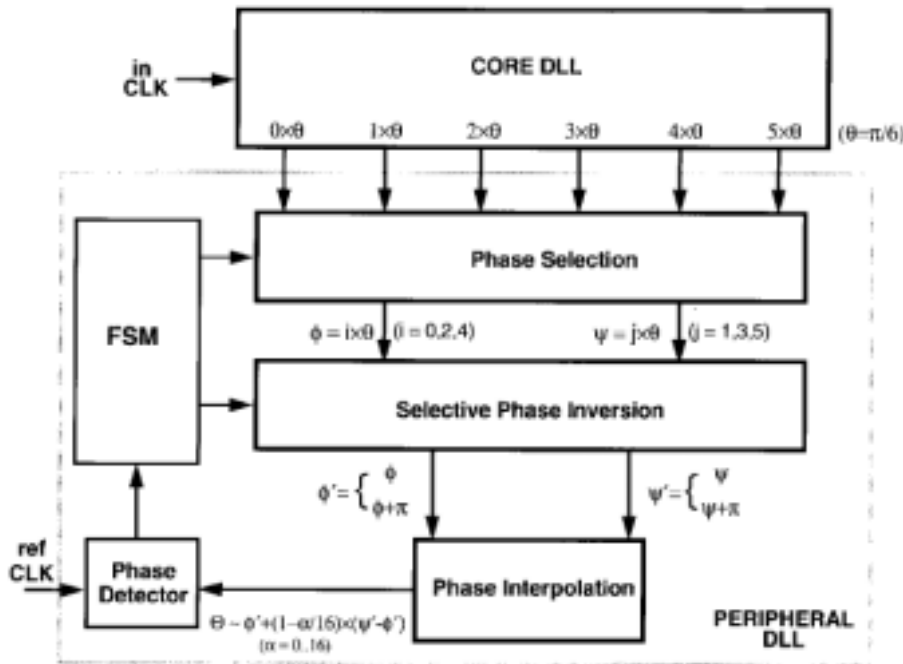 CORE DLL
in
CLK
0×θ 1×θ 2×θ 3×θ 4×θ 5×θ (θ=π/6)
Phase Selection
FSM
ϕ = i×θ (i = 0,2,4) ψ = j×θ (j = 1,3,5)
Selective Phase Inversion
ϕ′= { ϕ
ϕ+π
ψ′= { ψ
ψ+π
ref
CLK
Phase
Detector
Phase Interpolation
Θ ~ ϕ′+(1-α/16)×(ψ′-ϕ′)
(α = 0..16)
PERIPHERAL
DLL